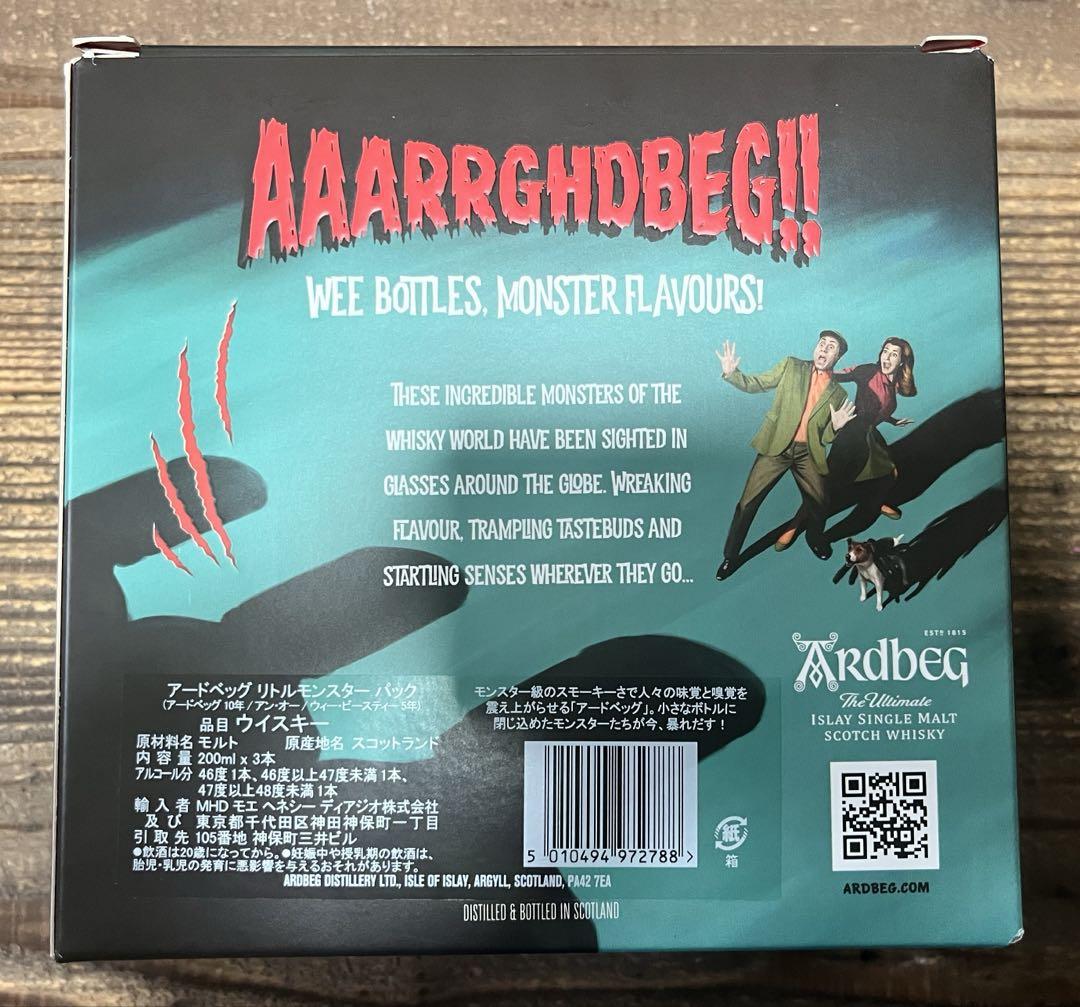 AAARRGHDBEG!!
WEE BOTTLES, MONSTER FLAVOURS!
THESE INCREDIBLE MONSTERS OF THE
WHISKY WORLD HAVE BEEN SIGHTED IN
GLASSES AROUND THE GLOBE. WREAKING
FLAVOUR, TRAMPLING TASTEBUDS AND
STARTLING SENSES WHEREVER THEY GO...
ESTD 1815
ARDBEG
The Ultimate
ISLAY SINGLE MALT
SCOTCH WHISKY
アードベッグ リトルモンスター パック
(アードベッグ 10年/アン・オー/ウィー・ビースティー 5年)
品目 ウイスキー
原材料名 モルト 原産地名 スコットランド
内容量 200ml x 3本
アルコール分 46度 1本、46度以上47度未満 1本、
47度以上48度未満 1本
輸入者 MHD モエ ヘネシー ディアジオ株式会社
及び 東京都千代田区神田神保町一丁目
引取先 105番地 神保町三井ビル
●飲酒は20歳になってから。●妊娠中や授乳期の飲酒は、
胎児・乳児の発育に悪影響を与えるおそれがあります。
モンスター級のスモーキーさで人々の味覚と嗅覚を
震え上がらせる「アードベッグ」。小さなボトルに
閉じ込めたモンスターたちが今、暴れだす!
5 010494 972788 >
紙
箱
ARDBEG.COM
ARDBEG DISTILLERY LTD., ISLE OF ISLAY, ARGYLL, SCOTLAND, PA42 7EA
DISTILLED & BOTTLED IN SCOTLAND